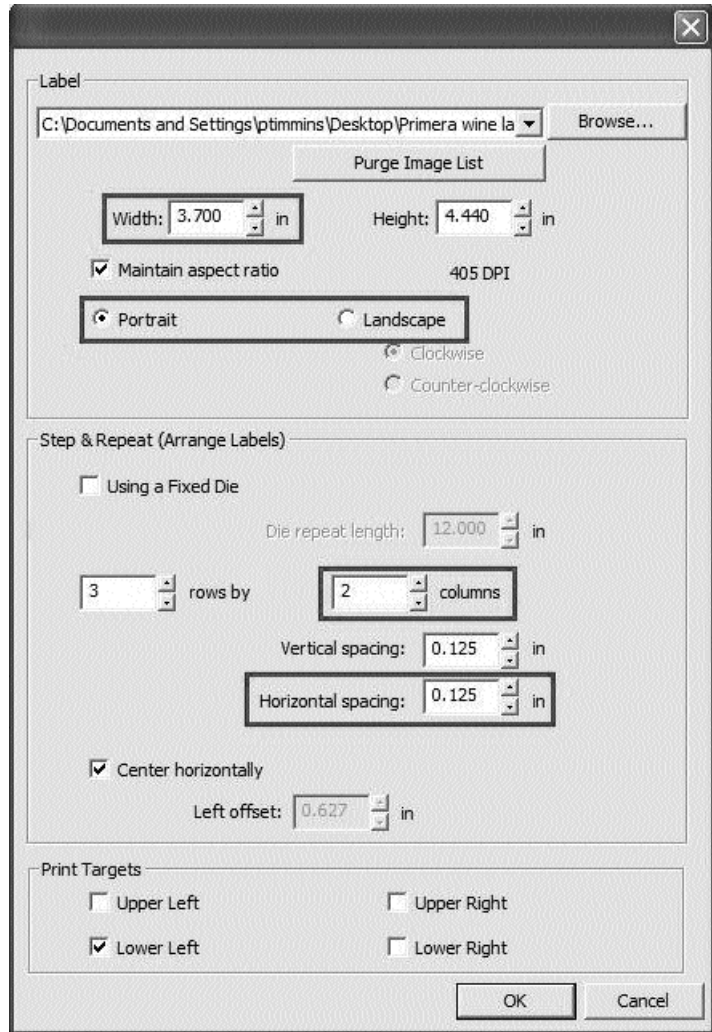 Label
C:\Documents and Settings\ptimmins\Desktop\Primera wine la Browse...
Purge Image List
Width: 3.700 in Height: 4.440 in
Maintain aspect ratio 405 DPI
Portrait Landscape
Clockwise
Counter-clockwise
Step & Repeat (Arrange Labels)
Using a Fixed Die
Die repeat length: 12.000 in
3 rows by 2 columns
Vertical spacing: 0.125 in
Horizontal spacing: 0.125 in
Center horizontally
Left offset: 0.627 in
Print Targets
Upper Left Upper Right
Lower Left Lower Right
OK Cancel